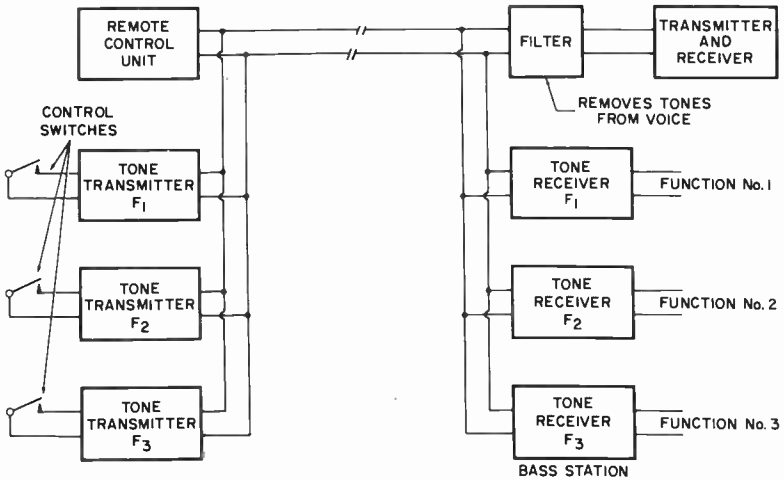 REMOTE
CONTROL
UNIT
FILTER
TRANSMITTER
AND
RECEIVER
REMOVES TONES
FROM VOICE
CONTROL
SWITCHES
TONE
TRANSMITTER
F1
TONE
RECEIVER
F1
FUNCTION No. 1
TONE
TRANSMITTER
F2
TONE
RECEIVER
F2
FUNCTION No. 2
TONE
TRANSMITTER
F3
TONE
RECEIVER
F3
FUNCTION No. 3
BASS STATION